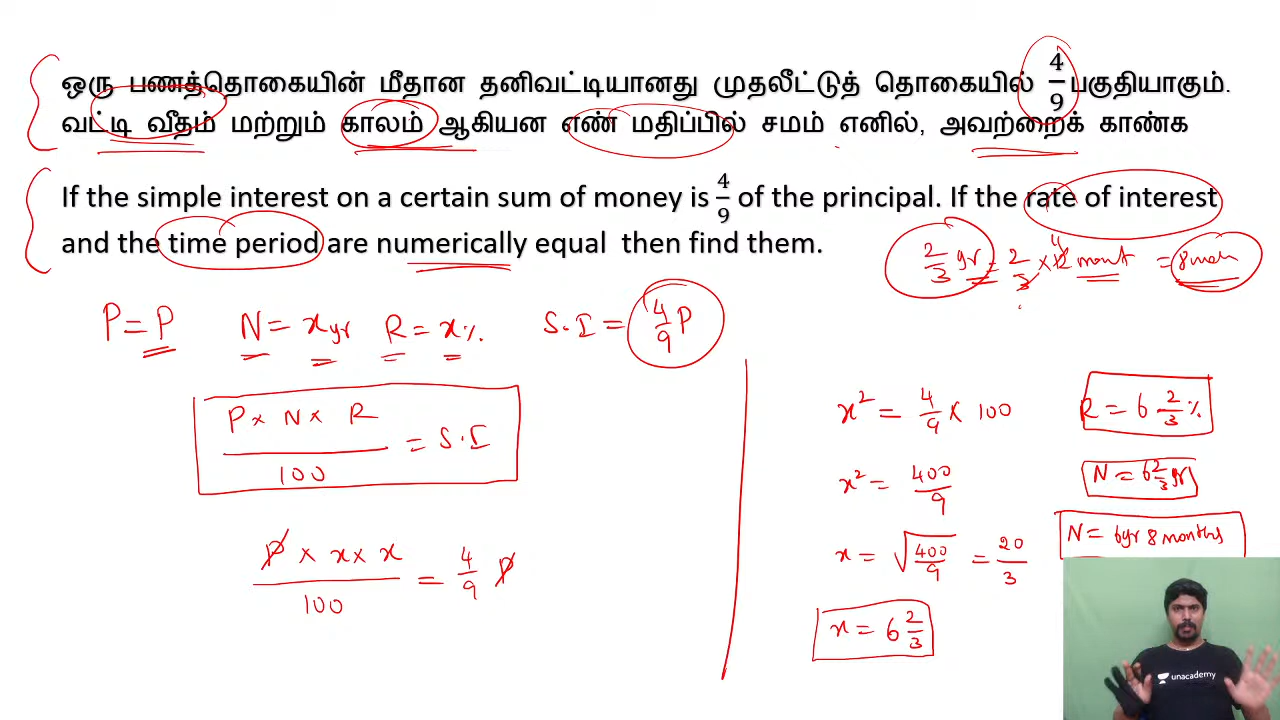 ஒரு பணத்தொகையின் மீதான தனிவட்டியானது முதலீட்டுத் தொகையில் 4/9 பகுதியாகும்.
வட்டி வீதம் மற்றும் காலம் ஆகியன எண் மதிப்பில் சமம் எனில், அவற்றைக் காண்க
If the simple interest on a certain sum of money is 4/9 of the principal. If the rate of interest
and the time period are numerically equal then find them.
2/3 yr = 2/3 × 12 mont = 8 mon
P = P N = x yr R = x% S.I = 4/9 P
P × N × R / 100 = S.I
P × x × x / 100 = 4/9 P
x² = 4/9 × 100
x² = 400/9
x = √400/9 = 20/3
x = 6 2/3
R = 6 2/3 %
N = 6 2/3 yr
N = 6yr 8 months
unacademy